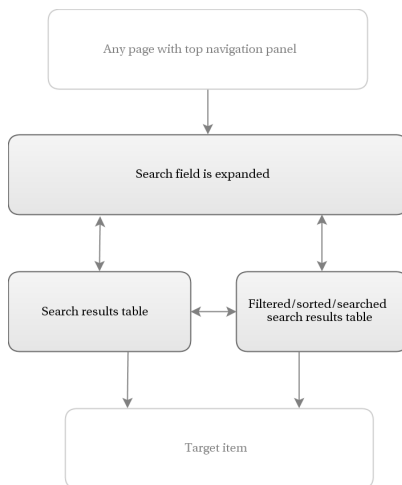 Any page with top navigation panel
Search field is expanded
Search results table
Filtered/sorted/searched
search results table
Target item